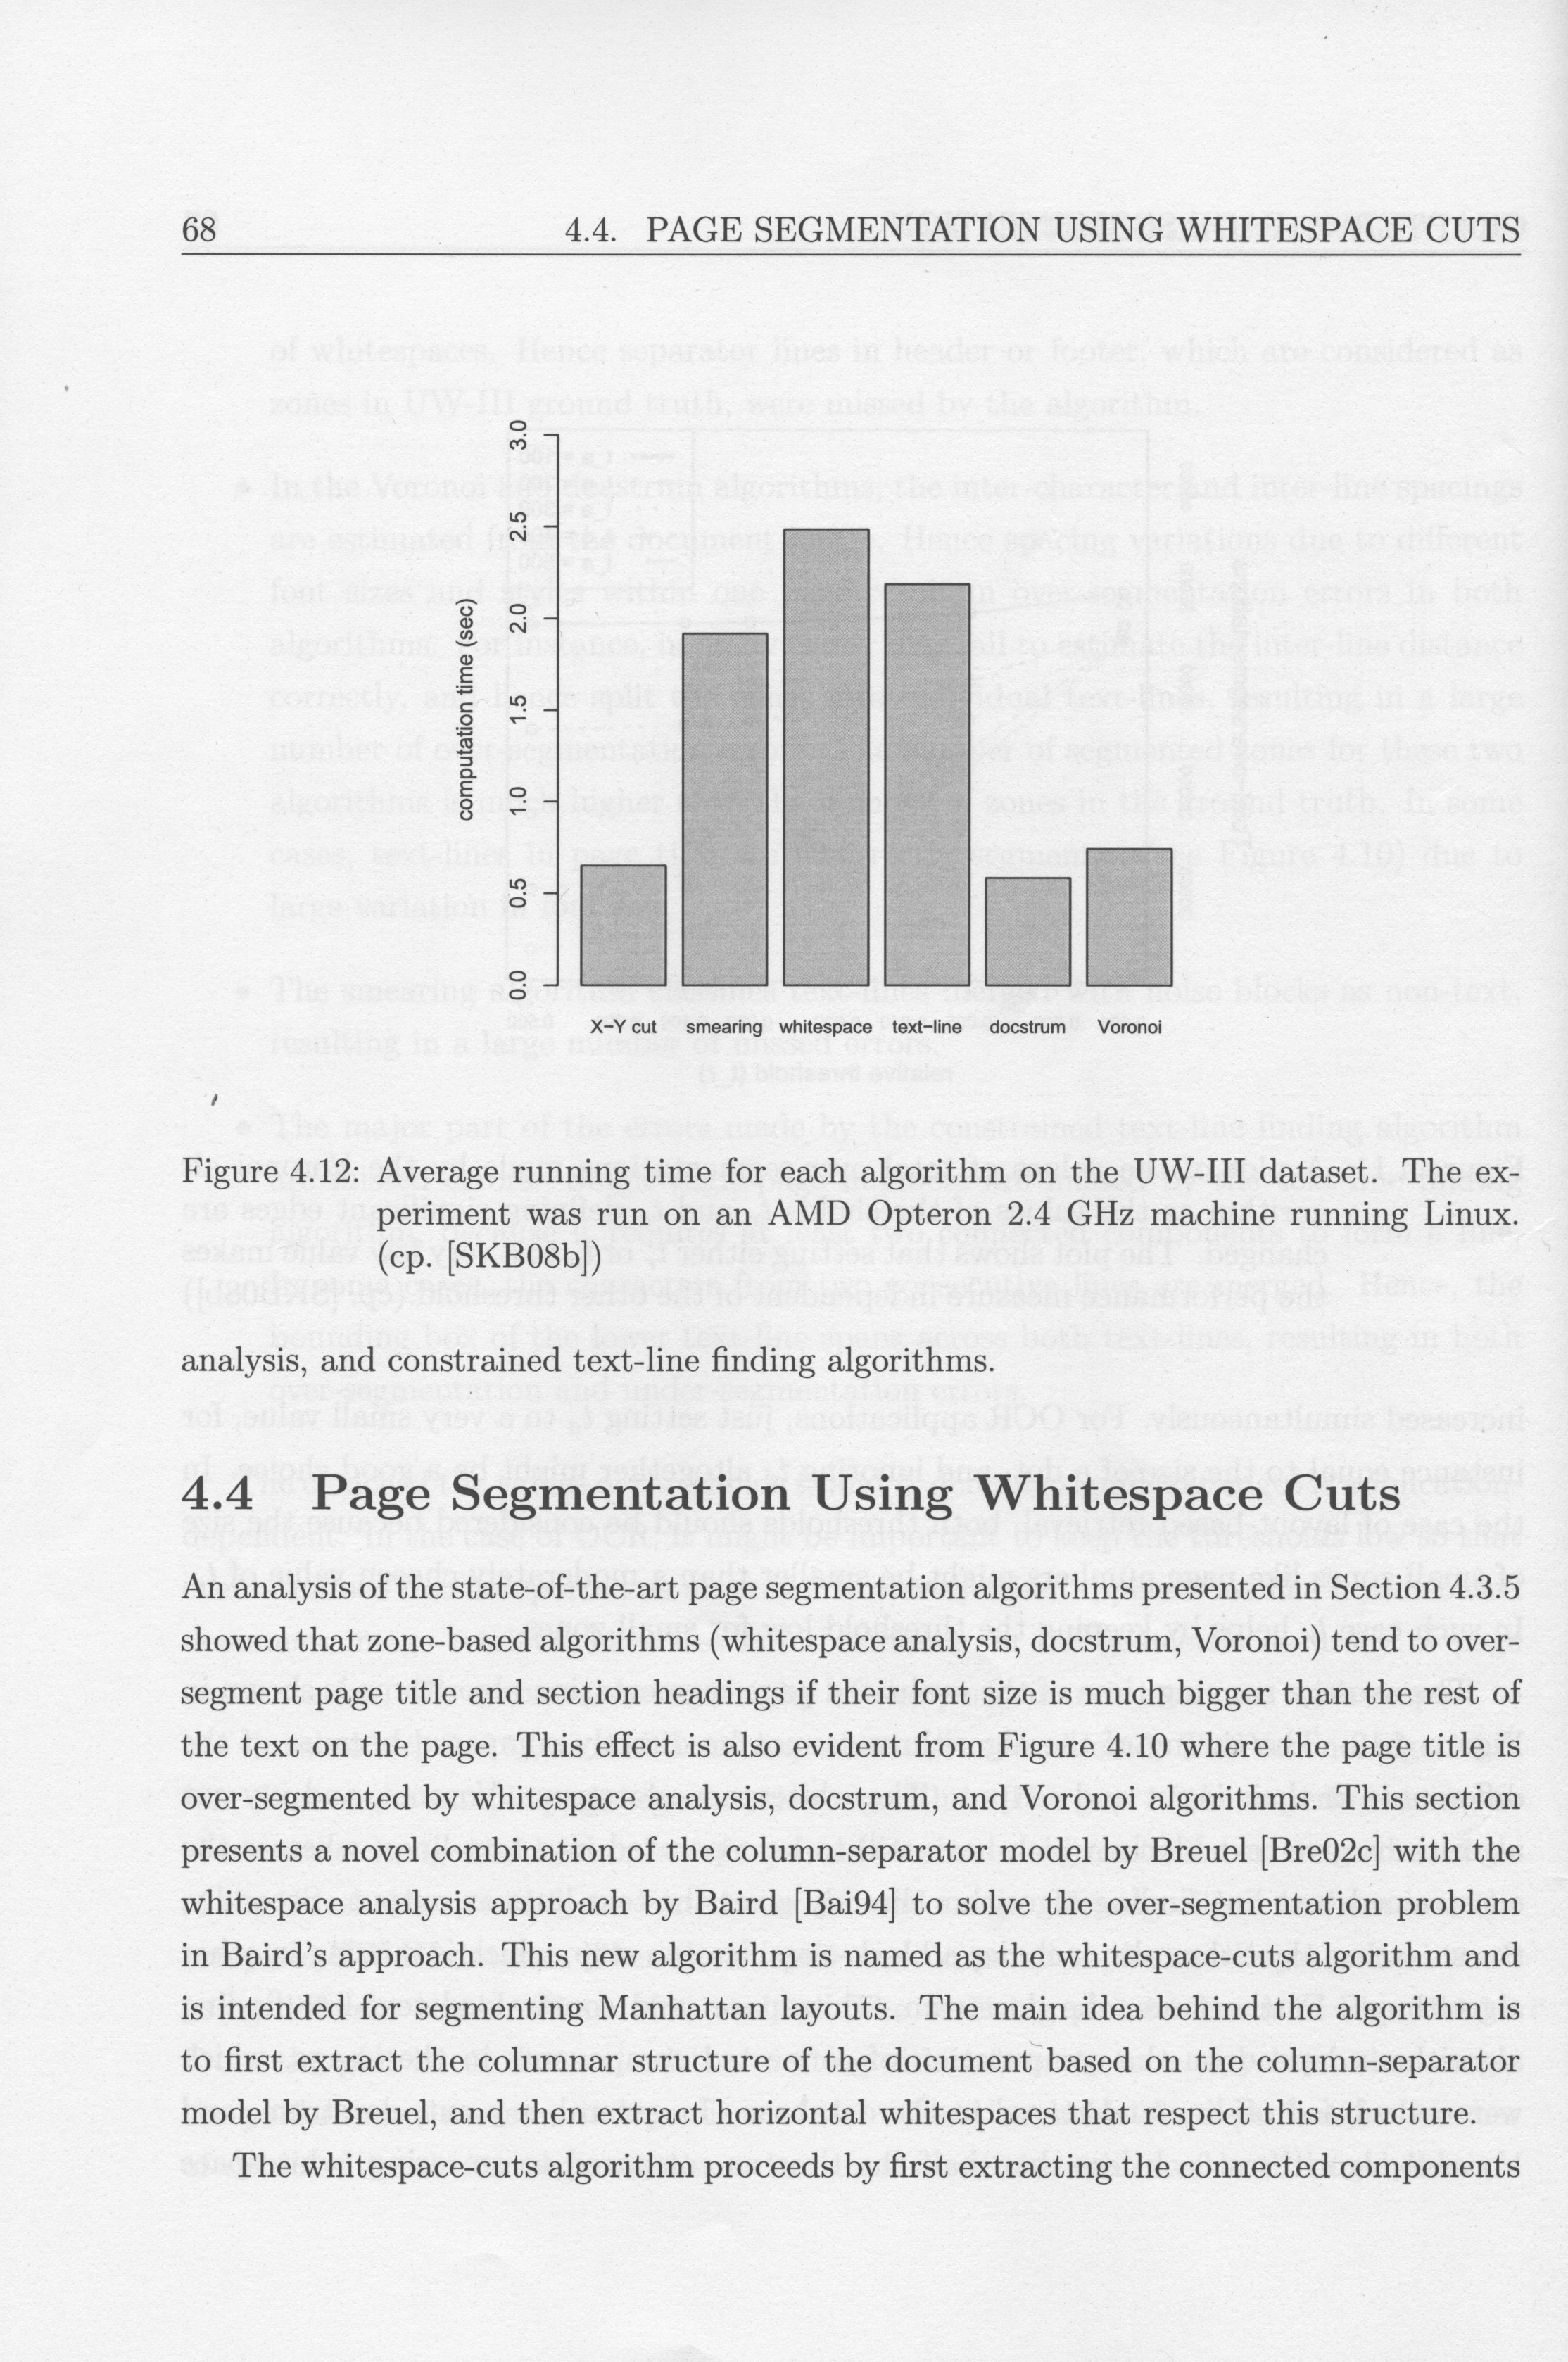 68 4.4. PAGE SEGMENTATION USING WHITESPACE CUTS
3.0
2.5
2.0
1.5
1.0
0.5
0.0
computation time (sec)
X−Y cut smearing whitespace text−line docstrum Voronoi
Figure 4.12: Average running time for each algorithm on the UW-III dataset. The ex-
periment was run on an AMD Opteron 2.4 GHz machine running Linux.
(cp. [SKB08b])
analysis, and constrained text-line finding algorithms.
4.4 Page Segmentation Using Whitespace Cuts
An analysis of the state-of-the-art page segmentation algorithms presented in Section 4.3.5
showed that zone-based algorithms (whitespace analysis, docstrum, Voronoi) tend to over-
segment page title and section headings if their font size is much bigger than the rest of
the text on the page. This effect is also evident from Figure 4.10 where the page title is
over-segmented by whitespace analysis, docstrum, and Voronoi algorithms. This section
presents a novel combination of the column-separator model by Breuel [Bre02c] with the
whitespace analysis approach by Baird [Bai94] to solve the over-segmentation problem
in Baird's approach. This new algorithm is named as the whitespace-cuts algorithm and
is intended for segmenting Manhattan layouts. The main idea behind the algorithm is
to first extract the columnar structure of the document based on the column-separator
model by Breuel, and then extract horizontal whitespaces that respect this structure.
The whitespace-cuts algorithm proceeds by first extracting the connected components